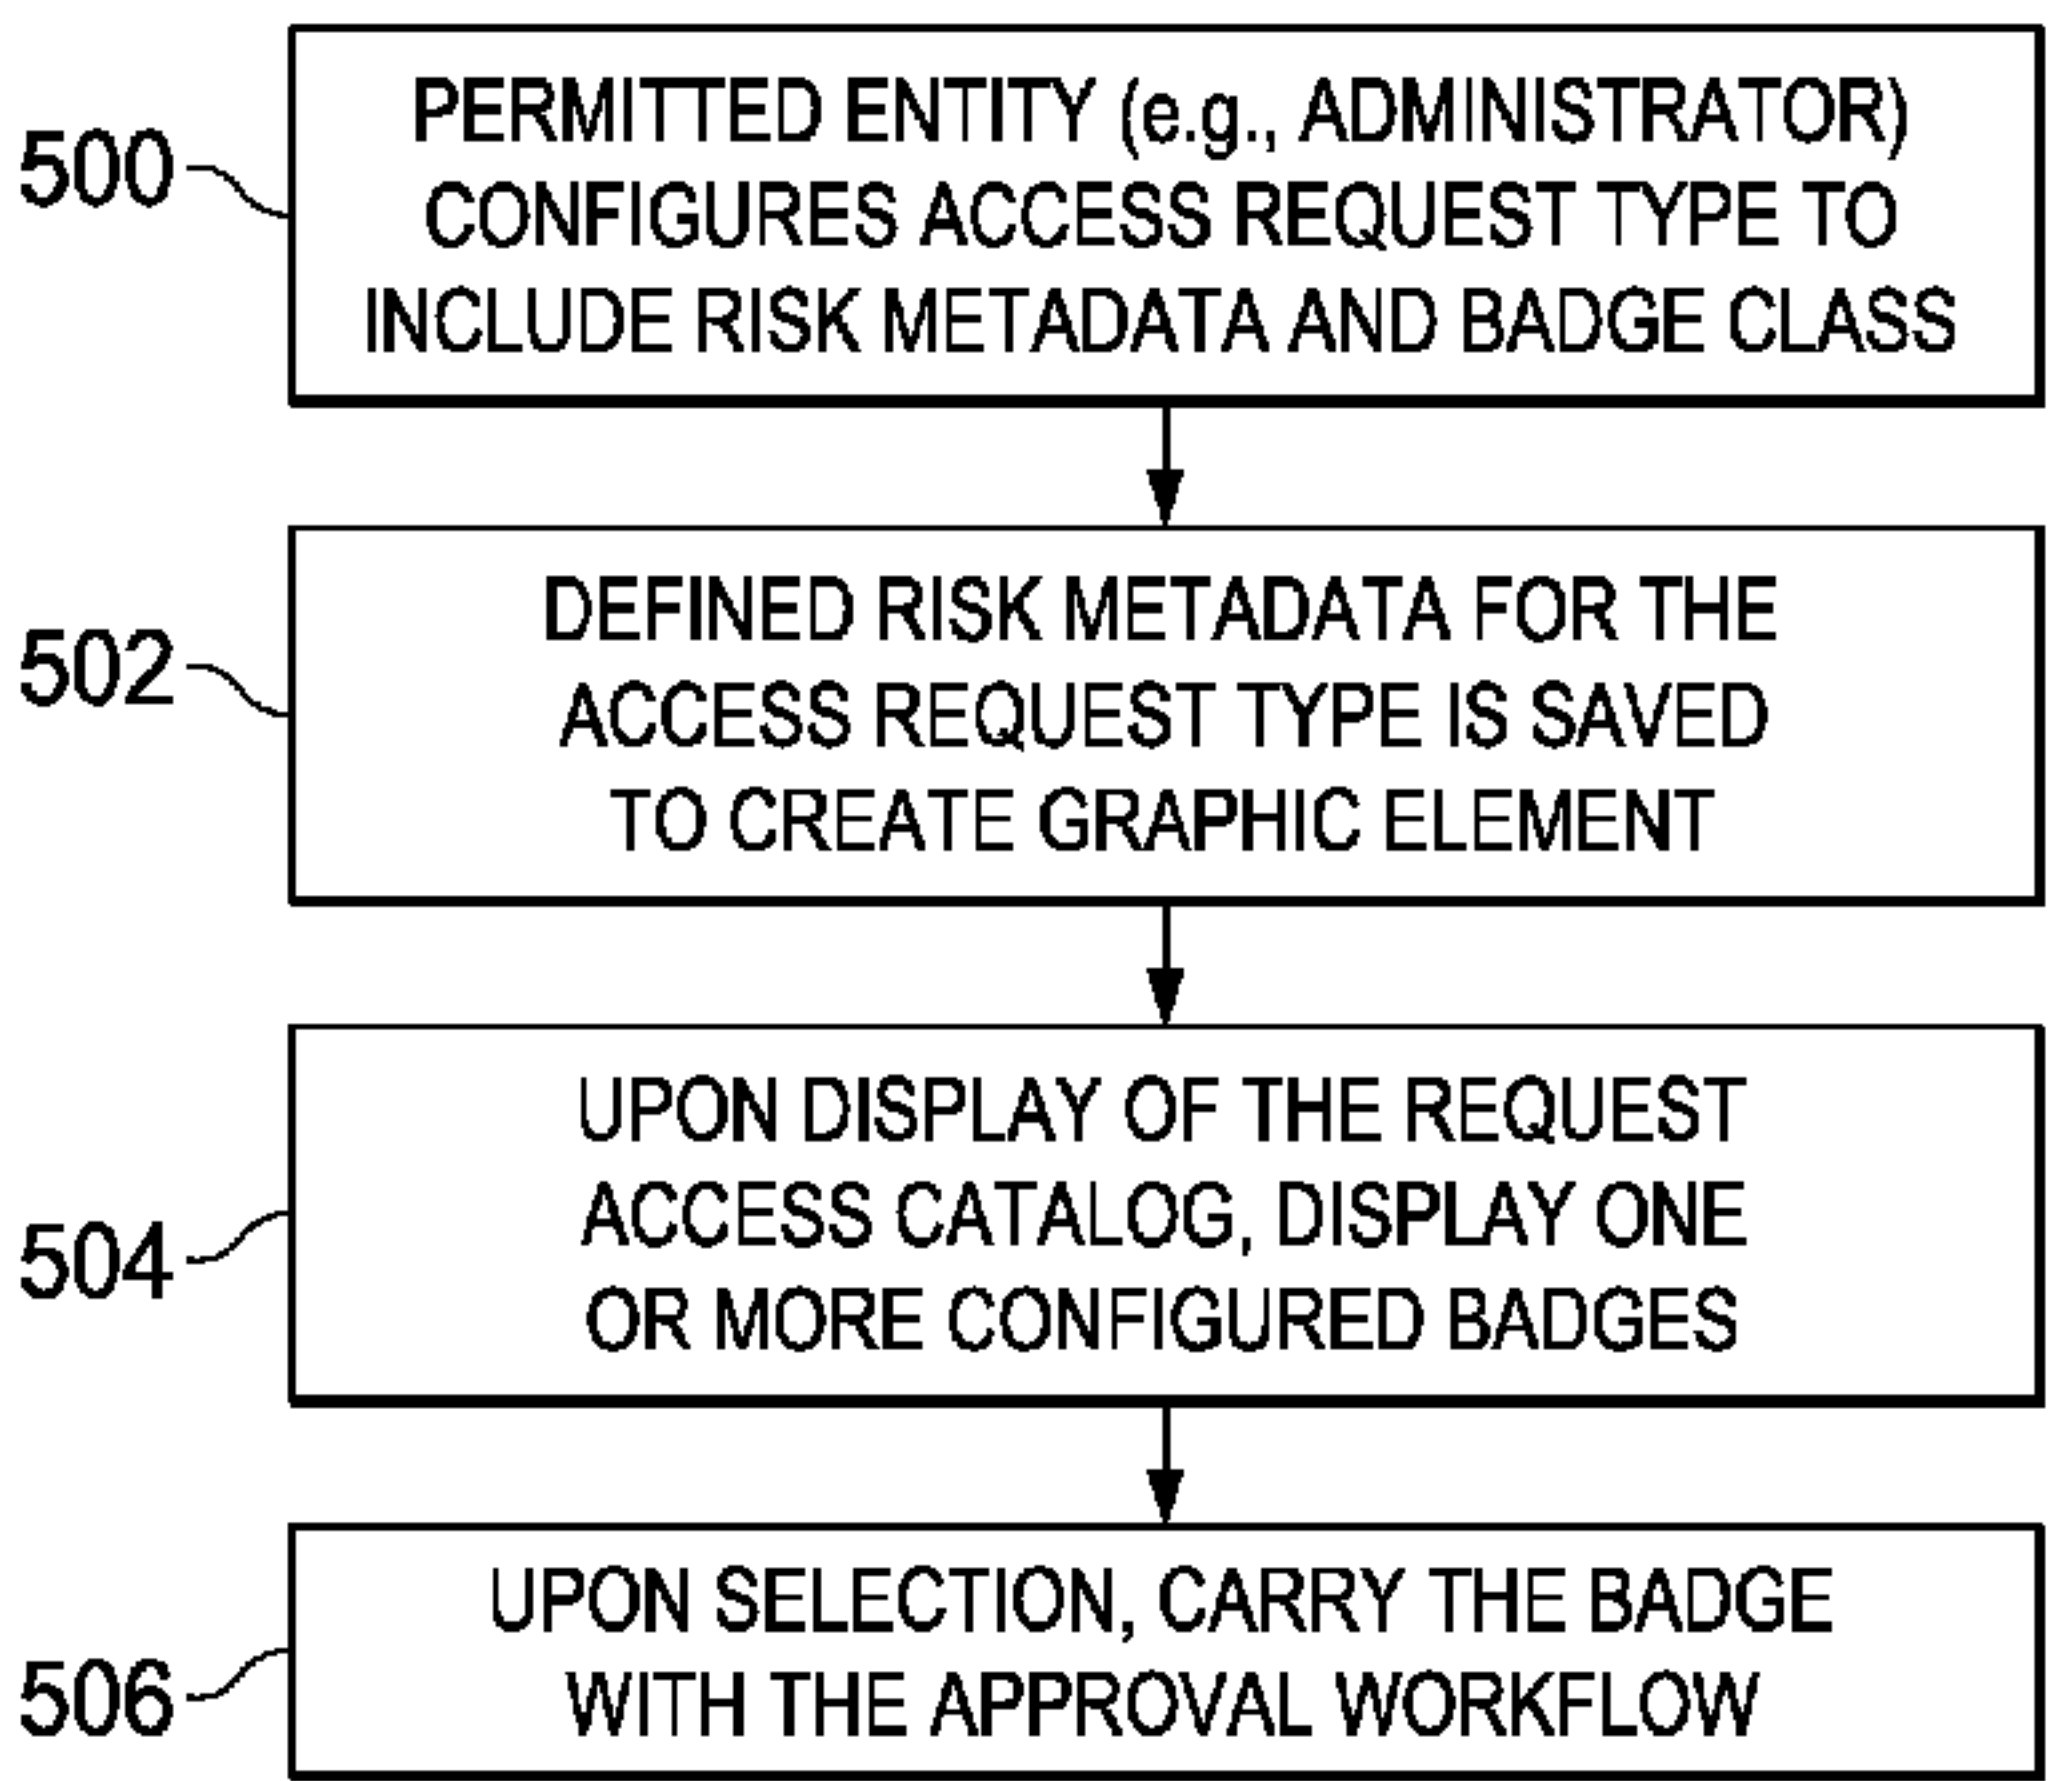 500
PERMITTED ENTITY (e.g., ADMINISTRATOR)
CONFIGURES ACCESS REQUEST TYPE TO
INCLUDE RISK METADATA AND BADGE CLASS
502
DEFINED RISK METADATA FOR THE
ACCESS REQUEST TYPE IS SAVED
TO CREATE GRAPHIC ELEMENT
504
UPON DISPLAY OF THE REQUEST
ACCESS CATALOG, DISPLAY ONE
OR MORE CONFIGURED BADGES
506
UPON SELECTION, CARRY THE BADGE
WITH THE APPROVAL WORKFLOW